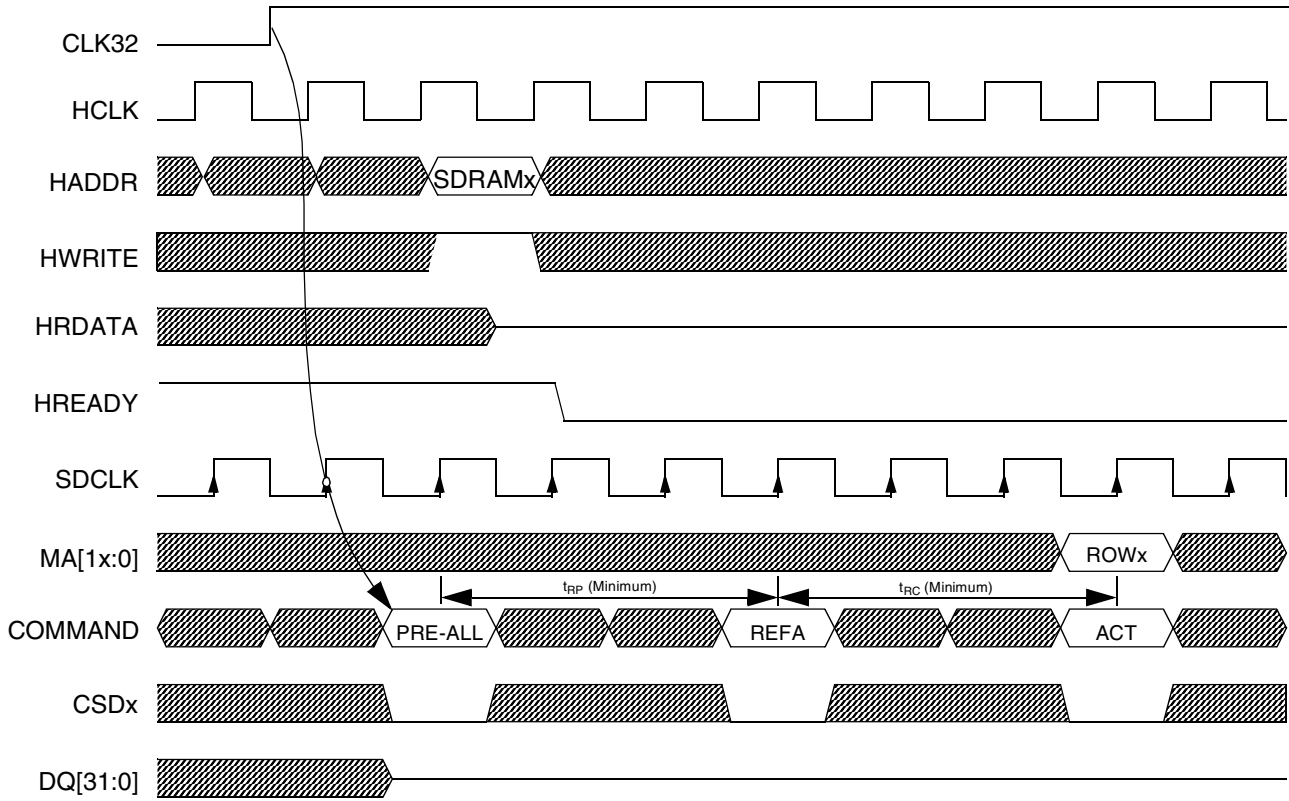 CLK32
HCLK
HADDR
SDRAMx
HWRITE
HRDATA
HREADY
SDCLK
MA[1x:0]
ROWx
tRP (Minimum)
tRC (Minimum)
COMMAND
PRE-ALL
REFA
ACT
CSDx
DQ[31:0]